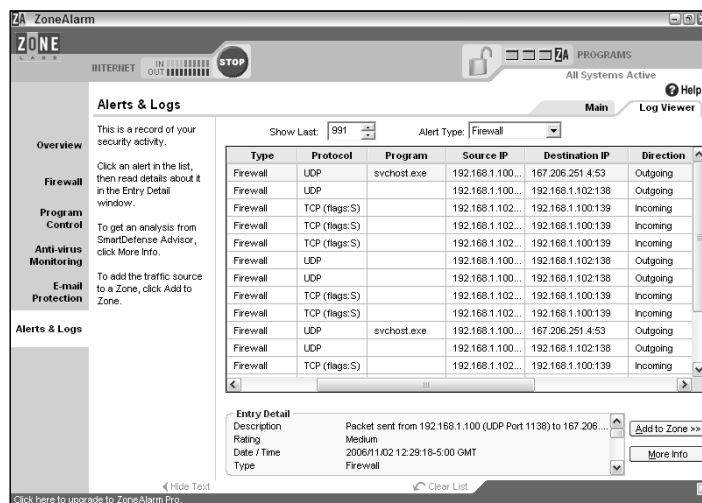 ZA ZoneAlarm
ZONE
LABS
INTERNET IN OUT
STOP
ZA PROGRAMS
All Systems Active
Help
Alerts & Logs
Main
Log Viewer
Overview
Firewall
Program
Control
Anti-virus
Monitoring
E-mail
Protection
Alerts & Logs
This is a record of your
security activity.
Click an alert in the list,
then read details about it
in the Entry Detail
window.
To get an analysis from
SmartDefense Advisor,
click More Info.
To add the traffic source
to a Zone, click Add to
Zone.
Show Last: 991 Alert Type: Firewall
Type Protocol Program Source IP Destination IP Direction
Firewall UDP svchost.exe 192.168.1.100... 167.206.251.4:53 Outgoing
Firewall UDP 192.168.1.100... 192.168.1.102:138 Outgoing
Firewall TCP (flags:S) 192.168.1.102... 192.168.1.100:139 Incoming
Firewall TCP (flags:S) 192.168.1.102... 192.168.1.100:139 Incoming
Firewall UDP 192.168.1.100... 192.168.1.102:138 Outgoing
Firewall UDP 192.168.1.100... 192.168.1.102:138 Outgoing
Firewall TCP (flags:S) 192.168.1.102... 192.168.1.100:139 Incoming
Firewall TCP (flags:S) 192.168.1.102... 192.168.1.100:139 Incoming
Firewall UDP svchost.exe 192.168.1.100... 167.206.251.4:53 Outgoing
Firewall UDP 192.168.1.100... 192.168.1.102:138 Outgoing
Firewall TCP (flags:S) 192.168.1.102... 192.168.1.100:139 Incoming
Entry Detail
Description Packet sent from 192.168.1.100 (UDP Port 1138) to 167.206....
Rating Medium
Date / Time 2006/11/02 12:29:18-5:00 GMT
Type Firewall
Add to Zone >>
More Info
Hide Text
Clear List
Click here to upgrade to ZoneAlarm Pro.